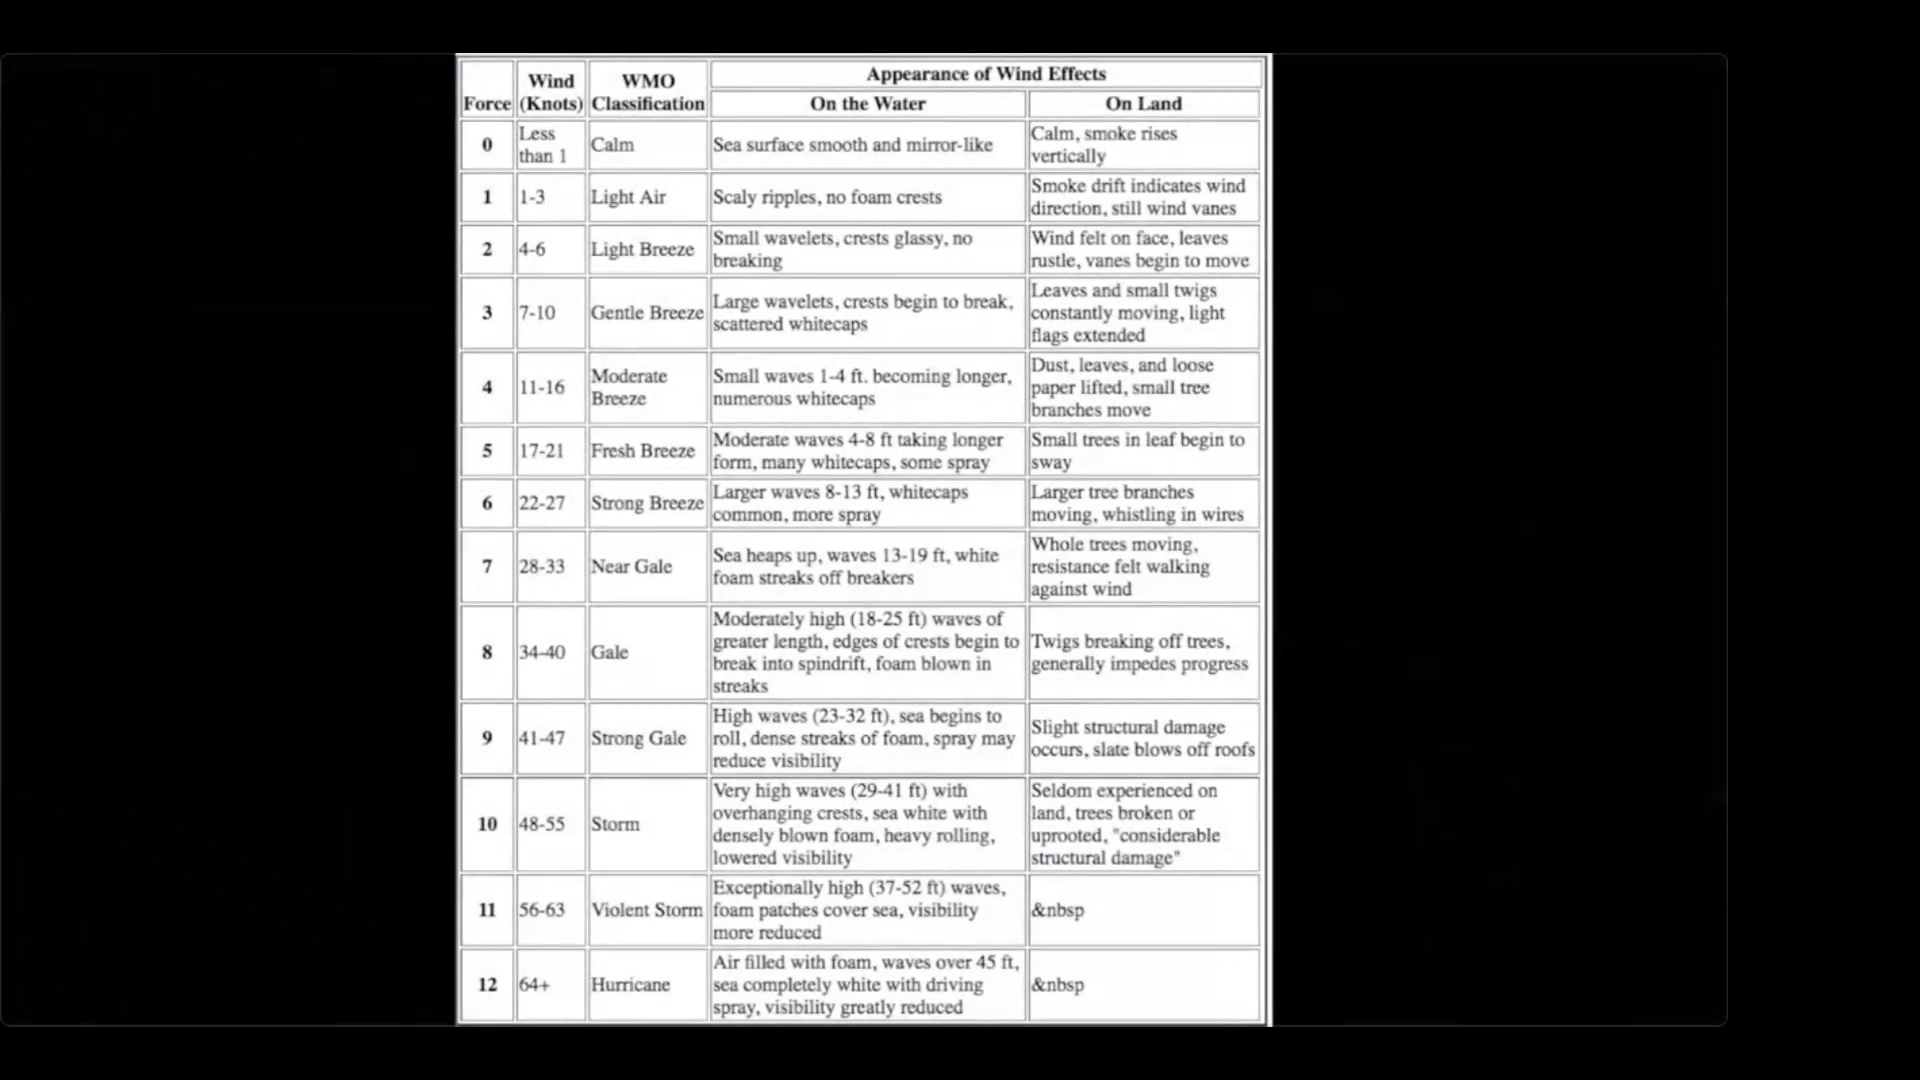 Force
Wind
(Knots)
WMO
Classification
Appearance of Wind Effects
On the Water
On Land
0
Less
than 1
Calm
Sea surface smooth and mirror-like
Calm, smoke rises
vertically
1
1-3
Light Air
Scaly ripples, no foam crests
Smoke drift indicates wind
direction, still wind vanes
2
4-6
Light Breeze
Small wavelets, crests glassy, no
breaking
Wind felt on face, leaves
rustle, vanes begin to move
3
7-10
Gentle Breeze
Large wavelets, crests begin to break,
scattered whitecaps
Leaves and small twigs
constantly moving, light
flags extended
4
11-16
Moderate
Breeze
Small waves 1-4 ft. becoming longer,
numerous whitecaps
Dust, leaves, and loose
paper lifted, small tree
branches move
5
17-21
Fresh Breeze
Moderate waves 4-8 ft taking longer
form, many whitecaps, some spray
Small trees in leaf begin to
sway
6
22-27
Strong Breeze
Larger waves 8-13 ft, whitecaps
common, more spray
Larger tree branches
moving, whistling in wires
7
28-33
Near Gale
Sea heaps up, waves 13-19 ft, white
foam streaks off breakers
Whole trees moving,
resistance felt walking
against wind
8
34-40
Gale
Moderately high (18-25 ft) waves of
greater length, edges of crests begin to
break into spindrift, foam blown in
streaks
Twigs breaking off trees,
generally impedes progress
9
41-47
Strong Gale
High waves (23-32 ft), sea begins to
roll, dense streaks of foam, spray may
reduce visibility
Slight structural damage
occurs, slate blows off roofs
10
48-55
Storm
Very high waves (29-41 ft) with
overhanging crests, sea white with
densely blown foam, heavy rolling,
lowered visibility
Seldom experienced on
land, trees broken or
uprooted, "considerable
structural damage"
11
56-63
Violent Storm
Exceptionally high (37-52 ft) waves,
foam patches cover sea, visibility
more reduced
&nbsp
12
64+
Hurricane
Air filled with foam, waves over 45 ft,
sea completely white with driving
spray, visibility greatly reduced
&nbsp